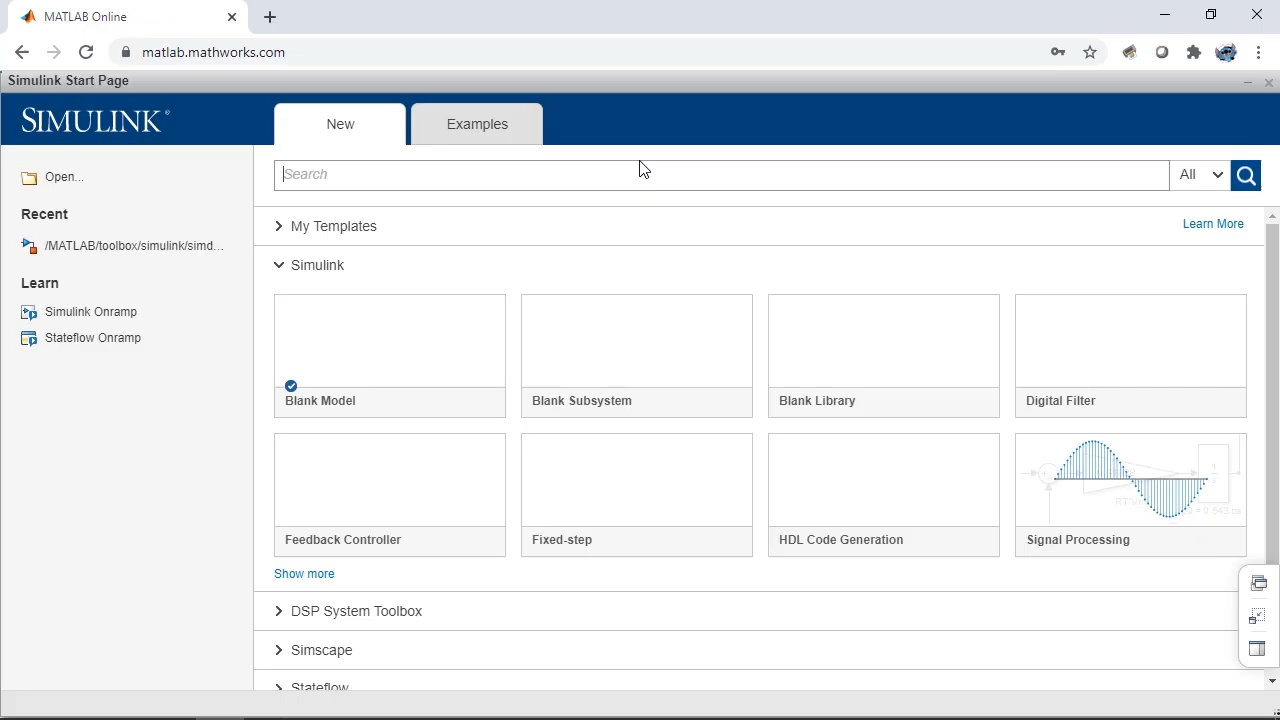 MATLAB Online
matlab.mathworks.com
Simulink Start Page
SIMULINK®
New
Examples
Open...
Search
All
Recent
My Templates
Learn More
/MATLAB/toolbox/simulink/simd...
Simulink
Learn
Simulink Onramp
Stateflow Onramp
Blank Model
Blank Subsystem
Blank Library
Digital Filter
Feedback Controller
Fixed-step
HDL Code Generation
Signal Processing
Show more
DSP System Toolbox
Simscape
Stateflow